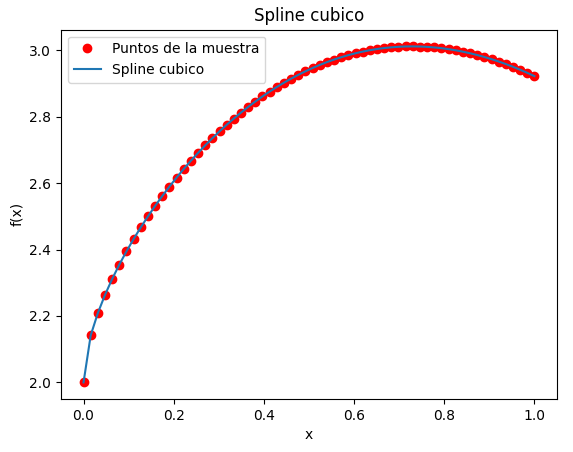 Spline cubico
Puntos de la muestra
Spline cubico
3.0
2.8
2.6
2.4
2.2
2.0
f(x)
0.0 0.2 0.4 0.6 0.8 1.0
x